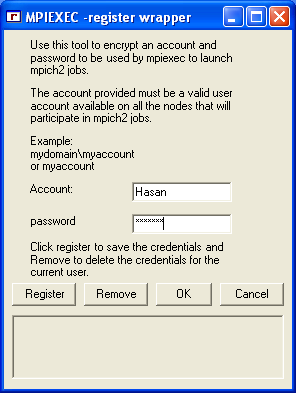 MPIEXEC -register wrapper
Use this tool to encrypt an account and
password to be used by mpiexec to launch
mpich2 jobs.
The account provided must be a valid user
account available on all the nodes that will
participate in mpich2 jobs.
Example:
mydomain\myaccount
or myaccount
Account: Hasan
password *******
Click register to save the credentials and
Remove to delete the credentials for the
current user.
Register Remove OK Cancel